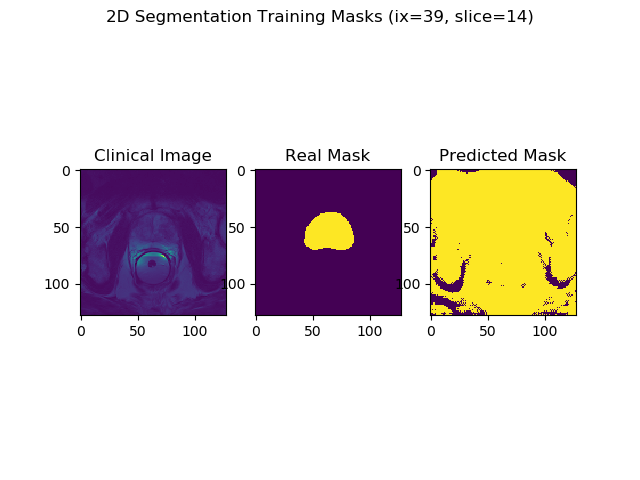 2D Segmentation Training Masks (ix=39, slice=14)
Clinical Image Real Mask Predicted Mask
0 0 0
50 50 50
100 100 100
0 50 100 0 50 100 0 50 100